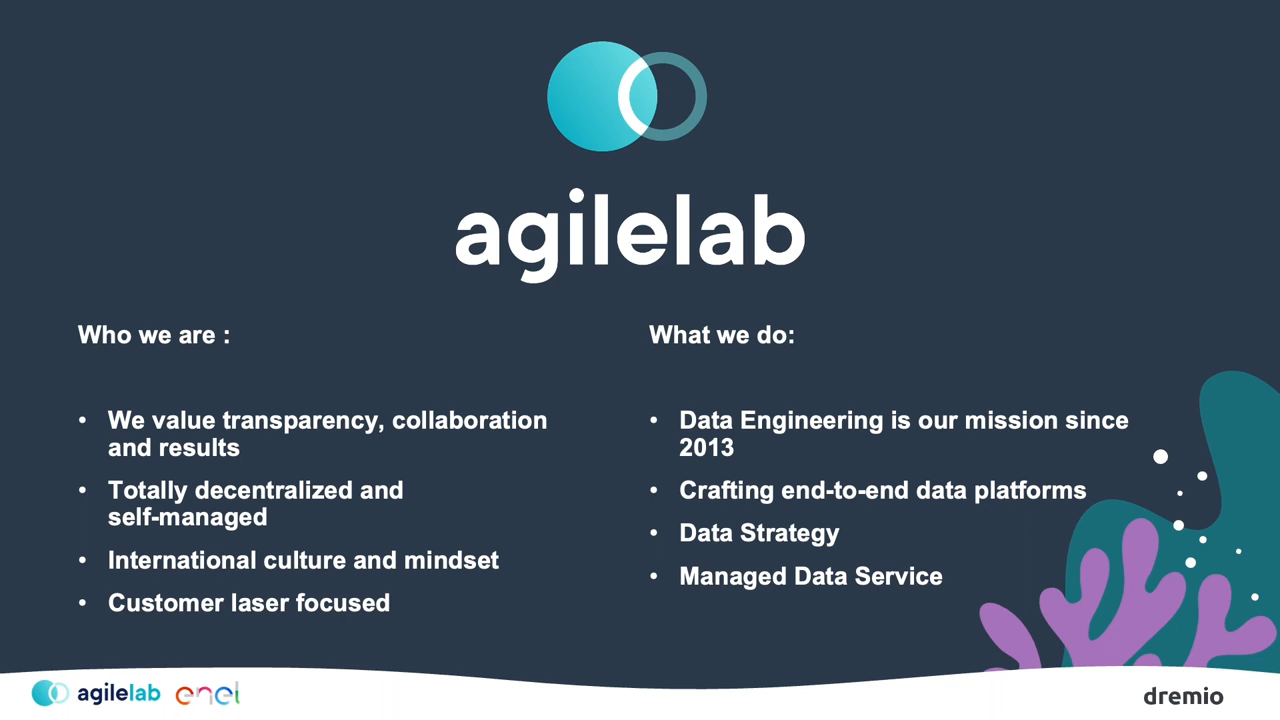 agilelab
Who we are :
• We value transparency, collaboration
and results
• Totally decentralized and
self-managed
• International culture and mindset
• Customer laser focused
What we do:
• Data Engineering is our mission since
2013
• Crafting end-to-end data platforms
• Data Strategy
• Managed Data Service
agilelab enel
dremio